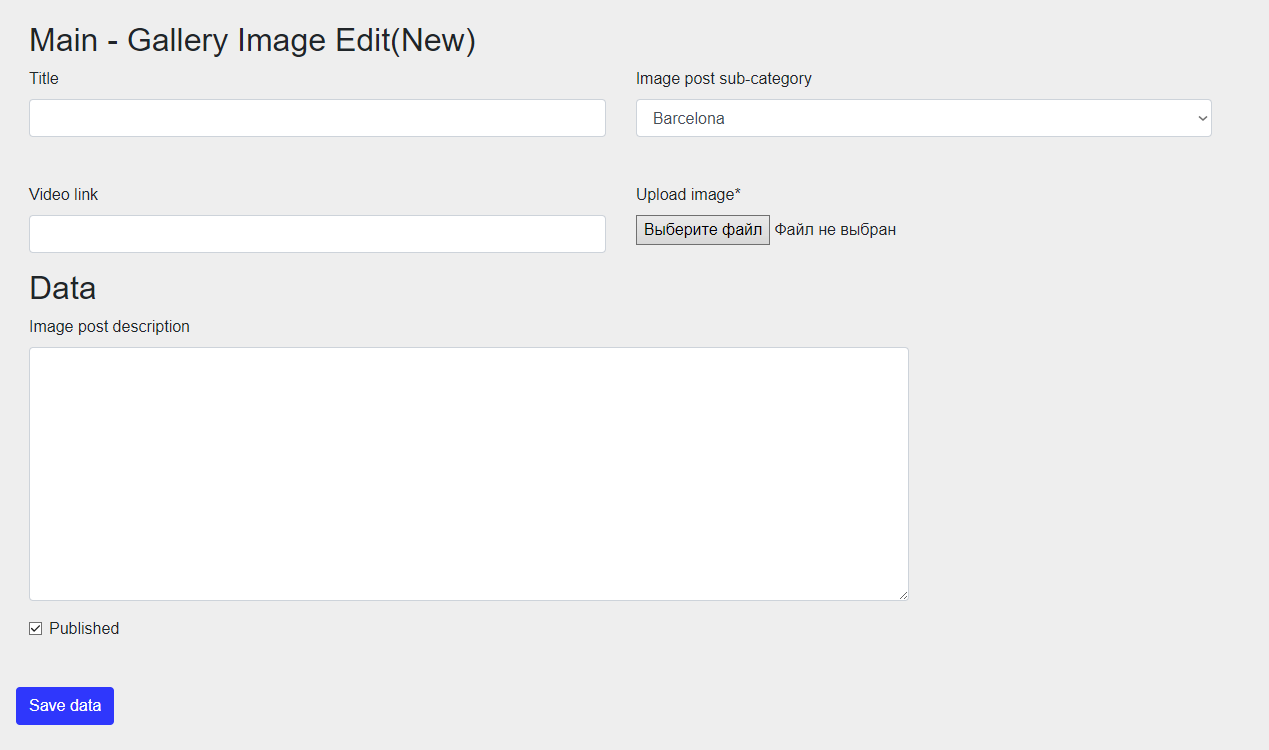 Main - Gallery Image Edit(New)
Title
Image post sub-category
Barcelona
Video link
Upload image*
Выберите файл Файл не выбран
Data
Image post description
Published
Save data